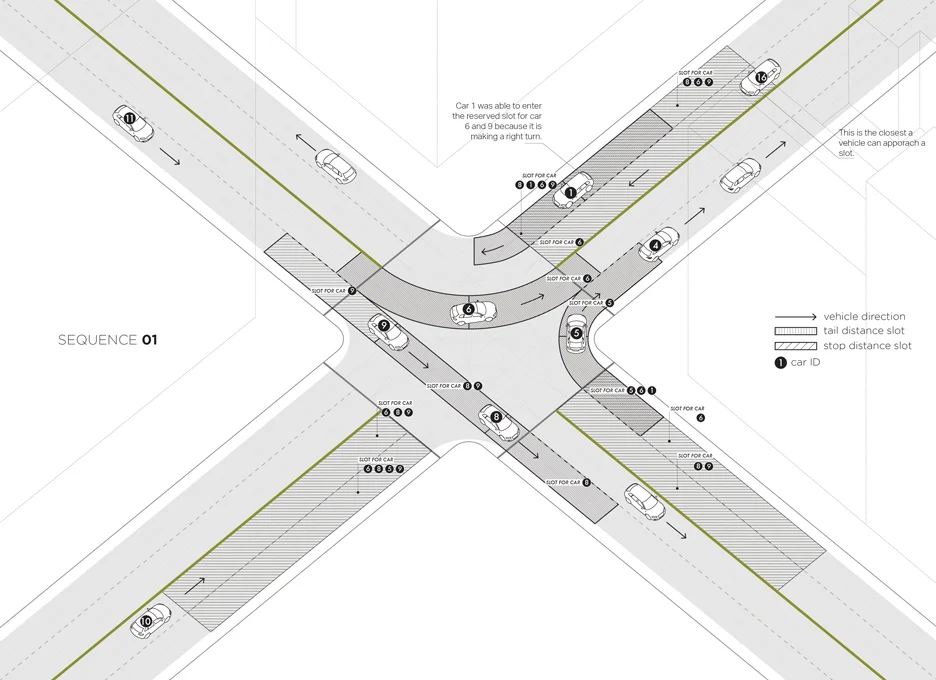 11
16
SLOT FOR CAR
8 6 9
Car 1 was able to enter
the reserved slot for car
6 and 9 because it is
making a right turn.
This is the closest a
vehicle can apporach a
slot.
SLOT FOR CAR
8 1 6 9
1
SLOT FOR CAR 6
4
SLOT FOR CAR 6
SLOT FOR CAR 9
SLOT FOR CAR 5
6
9
5
SEQUENCE 01
vehicle direction
tail distance slot
stop distance slot
1 car ID
SLOT FOR CAR 8 9
SLOT FOR CAR 5 6 1
SLOT FOR CAR
6 8 9
SLOT FOR CAR
6
8
SLOT FOR CAR
6 8 5 9
SLOT FOR CAR
8 9
SLOT FOR CAR 8
10